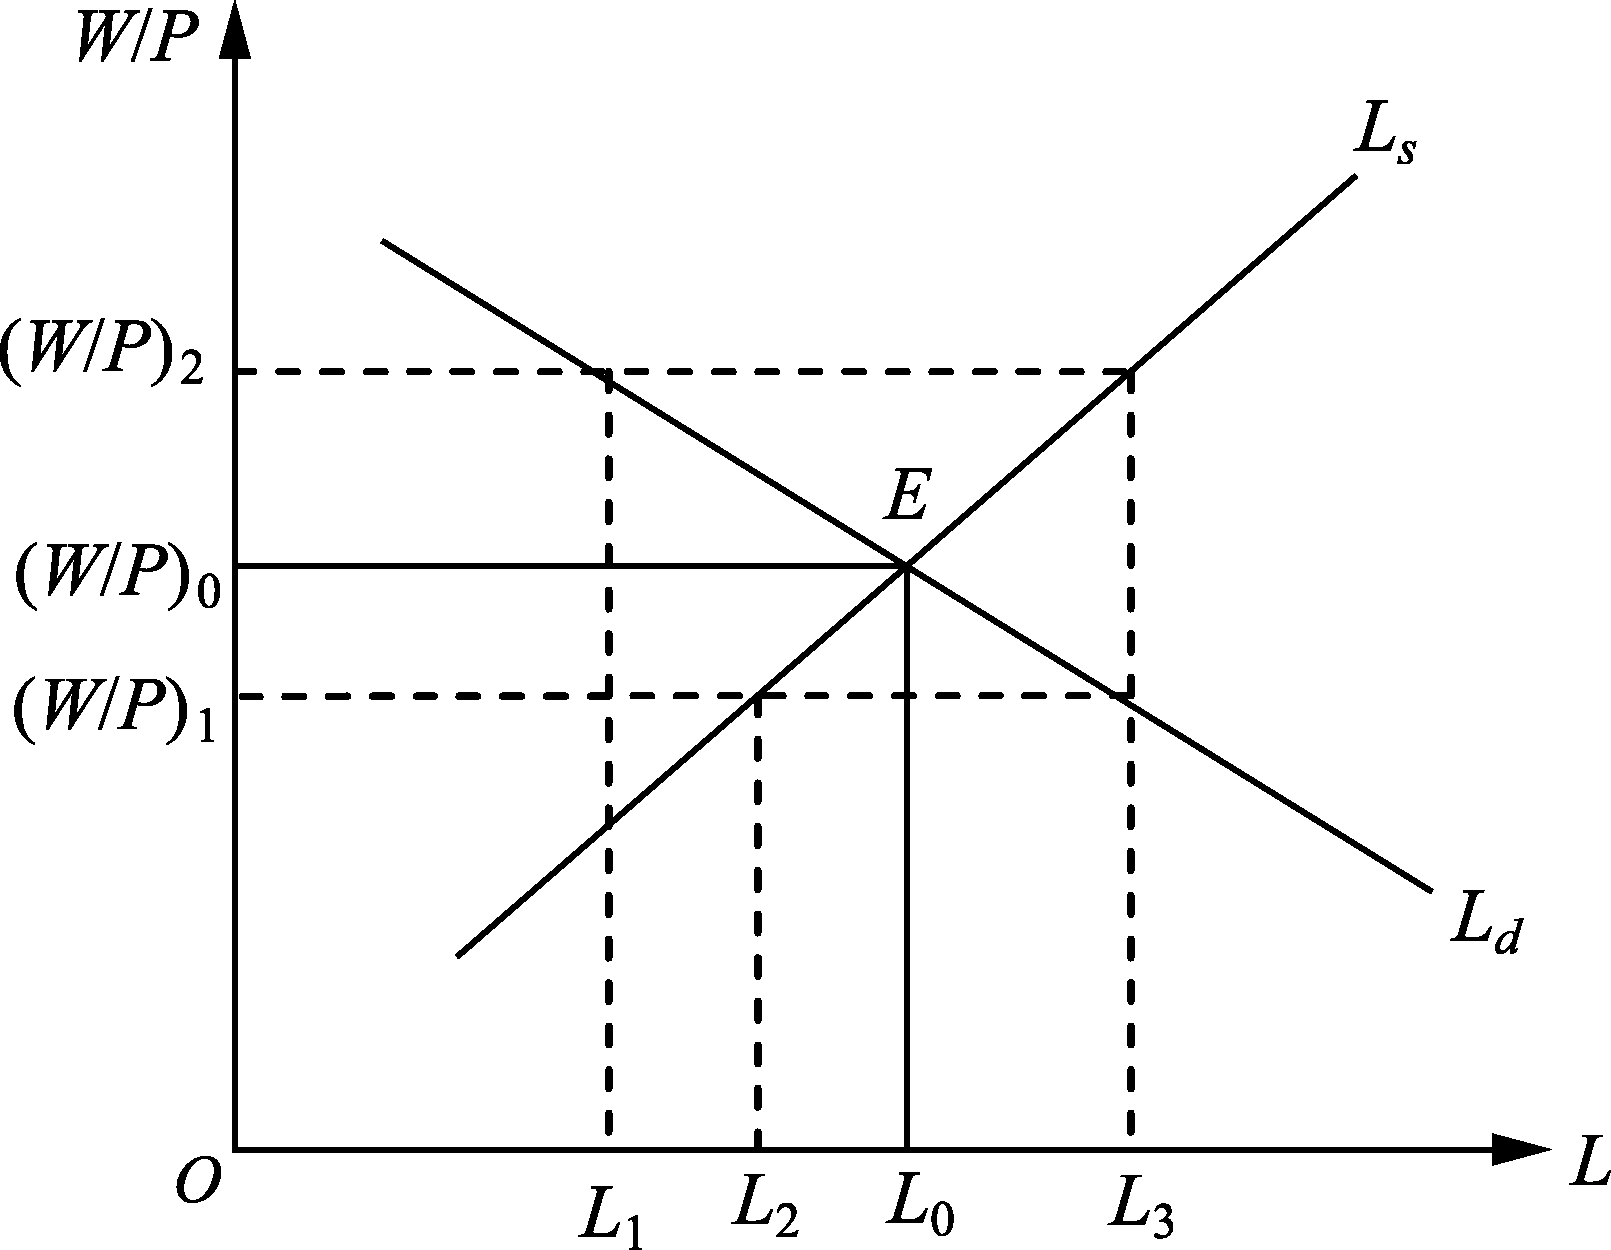 W/P
L_s
(W/P)_2
E
(W/P)_0
(W/P)_1
L_d
O
L_1
L_2
L_0
L_3
L